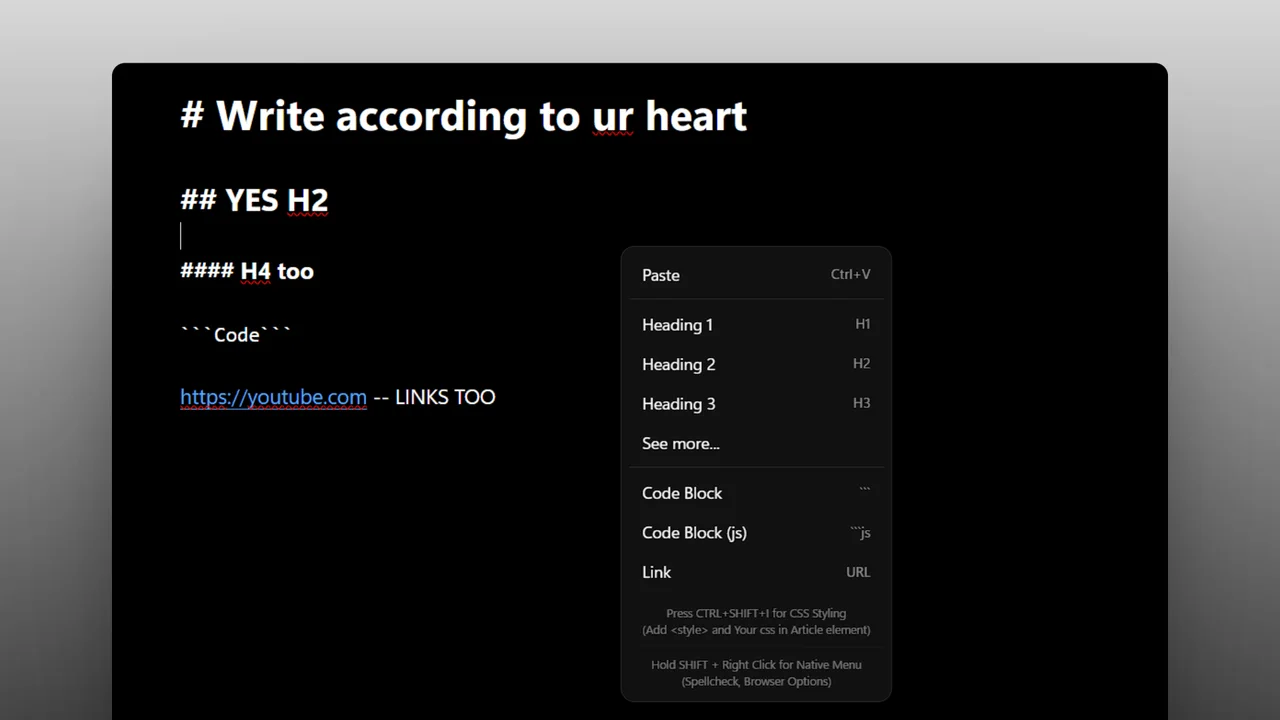 # Write according to ur heart
## YES H2
#### H4 too
```Code```
https://youtube.com -- LINKS TOO
Paste Ctrl+V
Heading 1 H1
Heading 2 H2
Heading 3 H3
See more...
Code Block ```
Code Block (js) ```js
Link URL
Press CTRL+SHIFT+I for CSS Styling
(Add <style> and Your css in Article element)
Hold SHIFT + Right Click for Native Menu
(Spellcheck, Browser Options)